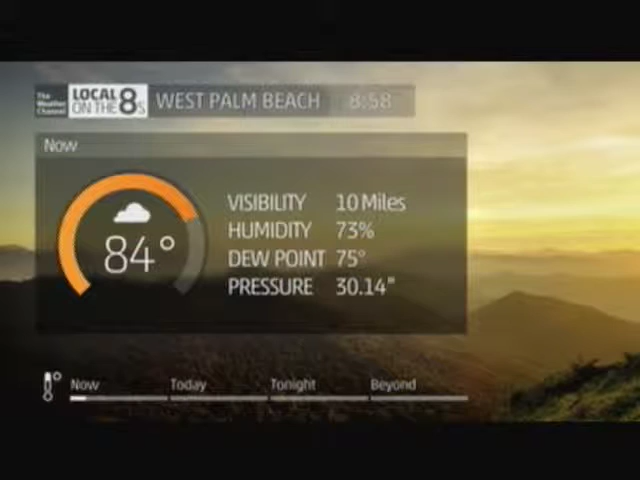 The Weather Channel
LOCAL ON THE 8s
WEST PALM BEACH 8:58
Now
84°
VISIBILITY 10 Miles
HUMIDITY 73%
DEW POINT 75°
PRESSURE 30.14"
Now Today Tonight Beyond